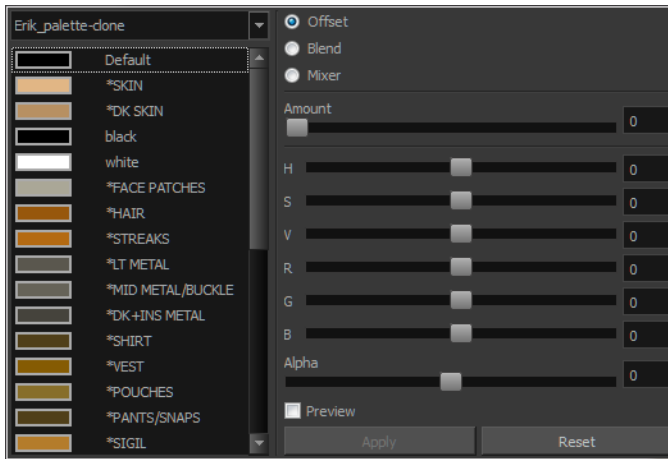 Erik_palette-clone
Default
*SKIN
*DK SKIN
black
white
*FACE PATCHES
*HAIR
*STREAKS
*LT METAL
*MID METAL/BUCKLE
*DK+INS METAL
*SHIRT
*VEST
*POUCHES
*PANTS/SNAPS
*SIGIL
Offset
Blend
Mixer
Amount
0
H 0
S 0
V 0
R 0
G 0
B 0
Alpha
0
Preview
Apply Reset